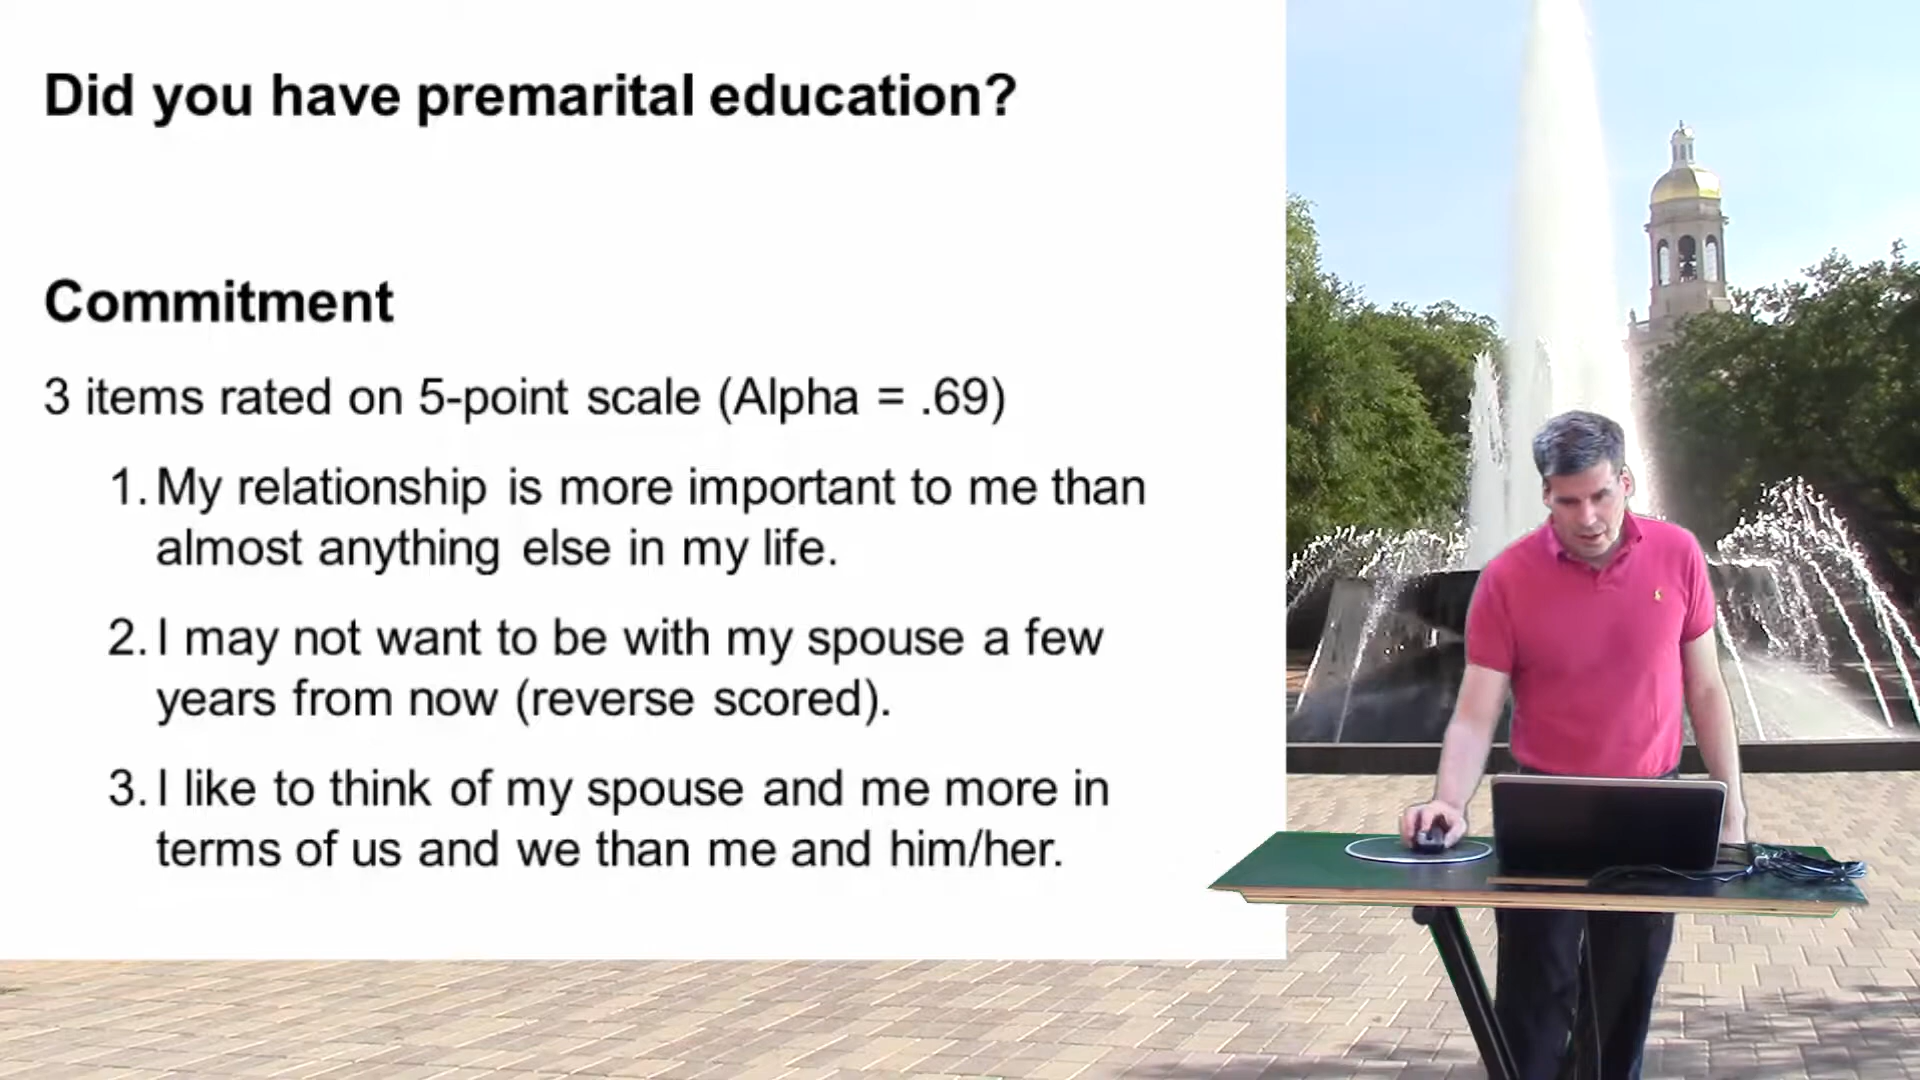 Did you have premarital education?
Commitment
3 items rated on 5-point scale (Alpha = .69)
1. My relationship is more important to me than
almost anything else in my life.
2. I may not want to be with my spouse a few
years from now (reverse scored).
3. I like to think of my spouse and me more in
terms of us and we than me and him/her.